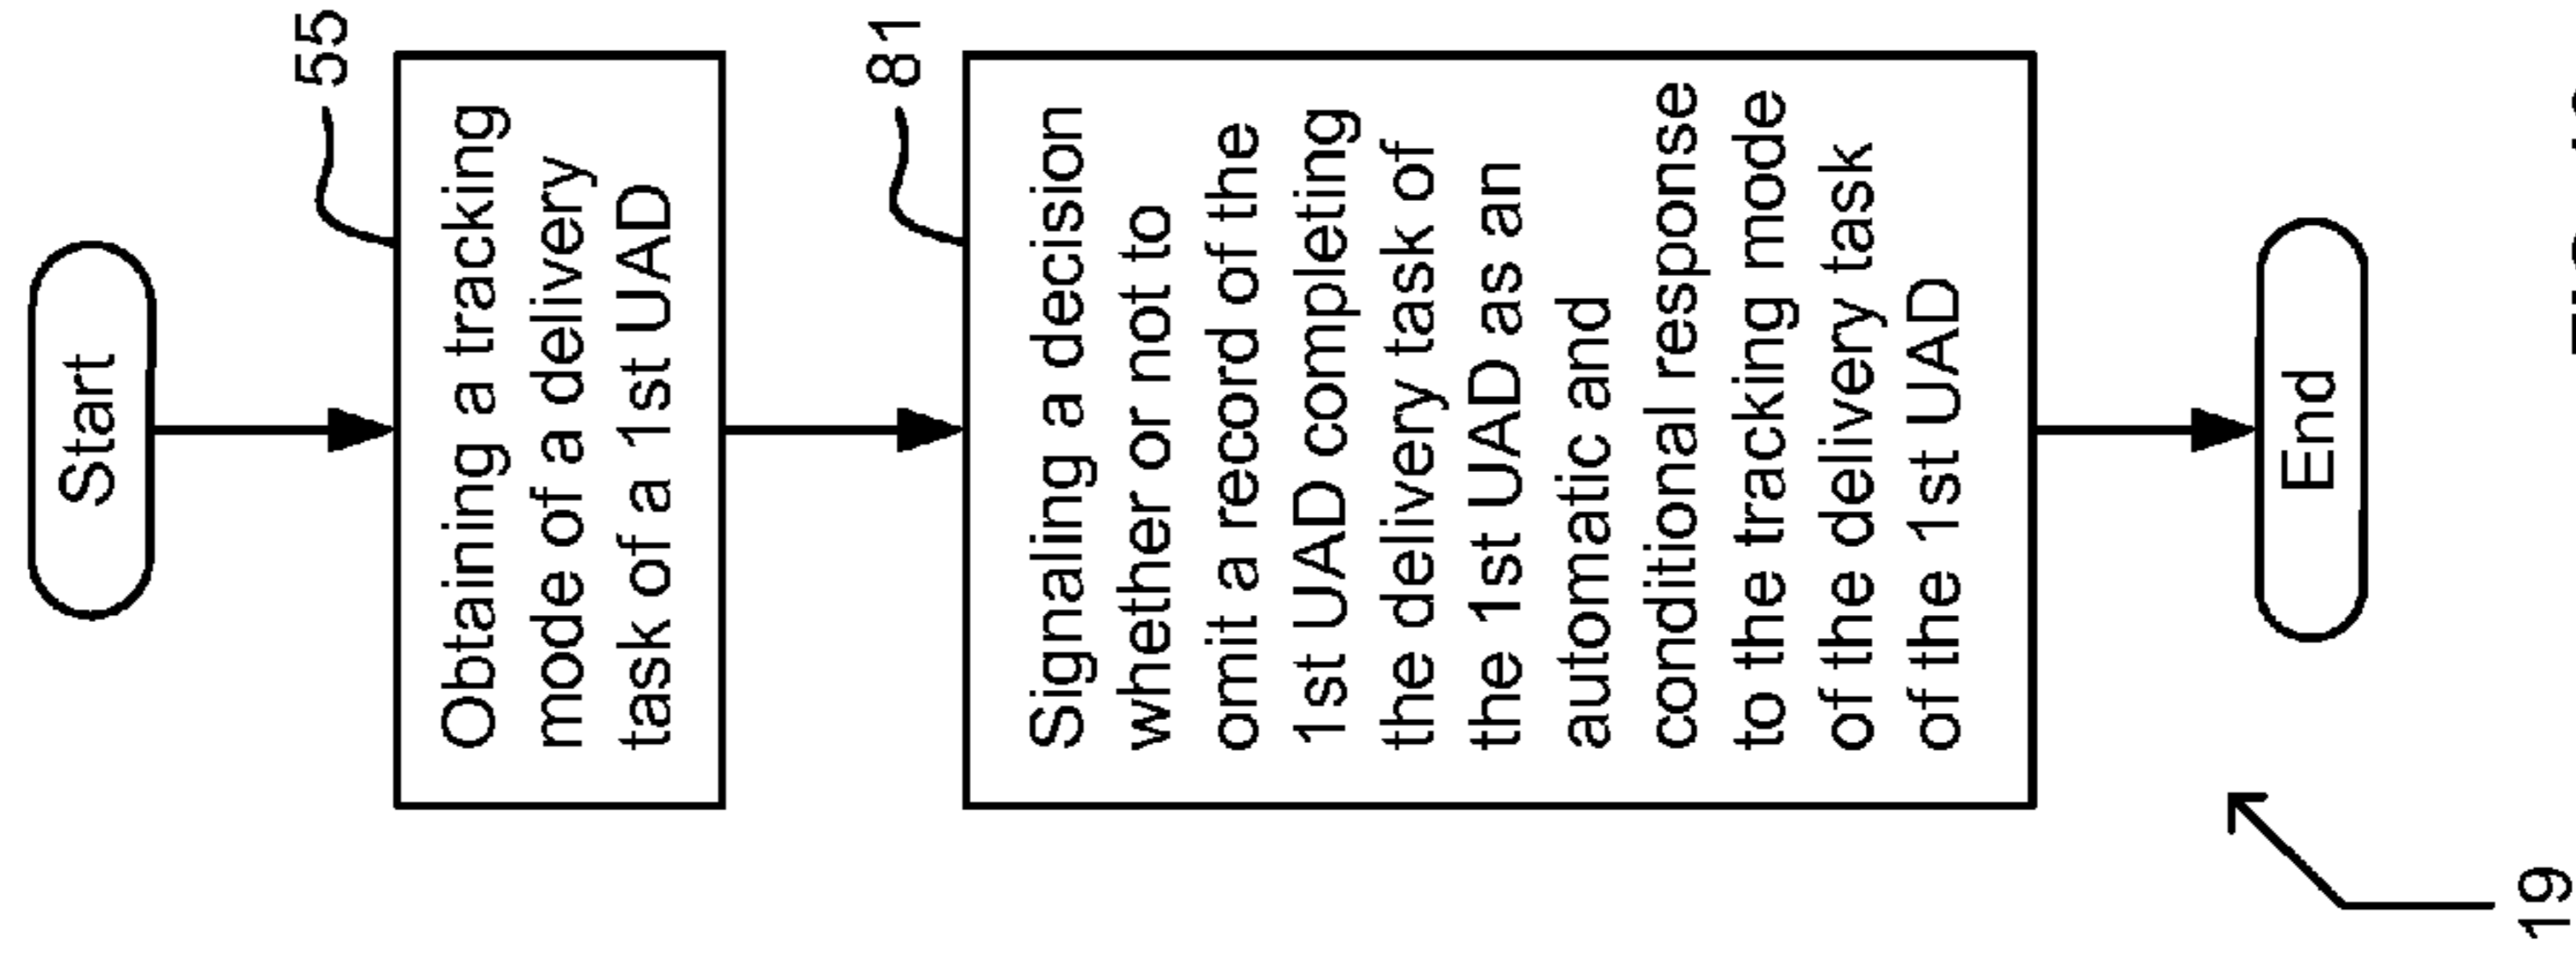 Start
55
Obtaining a tracking
mode of a delivery
task of a 1st UAD
81
Signaling a decision
whether or not to
omit a record of the
1st UAD completing
the delivery task of
the 1st UAD as an
automatic and
conditional response
to the tracking mode
of the delivery task
of the 1st UAD
End
19